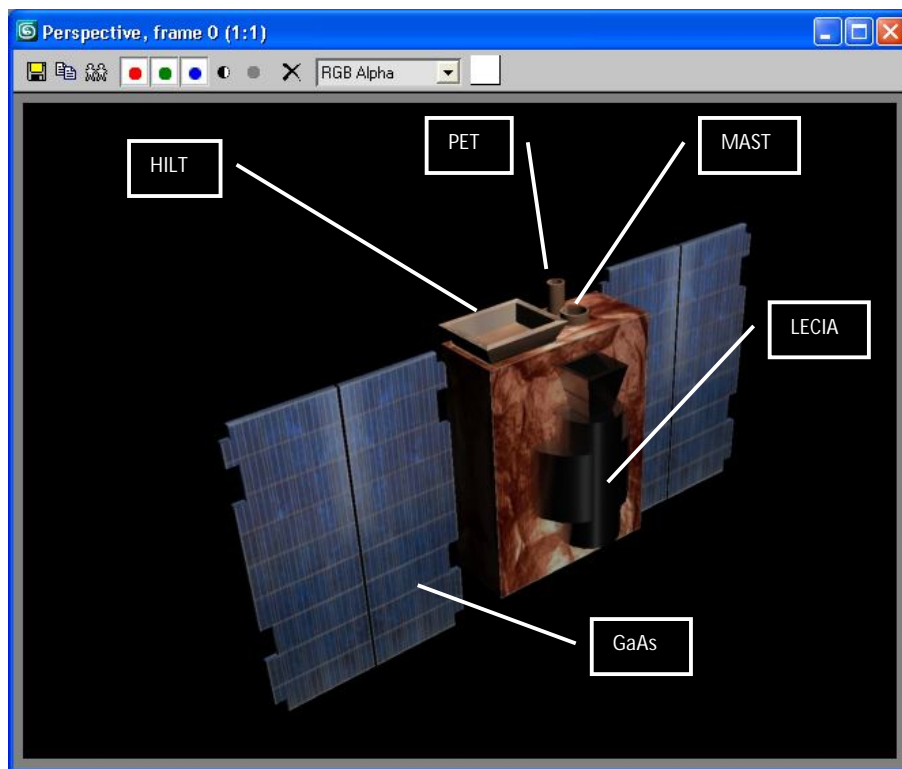 Perspective, frame 0 (1:1)
RGB Alpha
PET
MAST
HILT
LECIA
GaAs